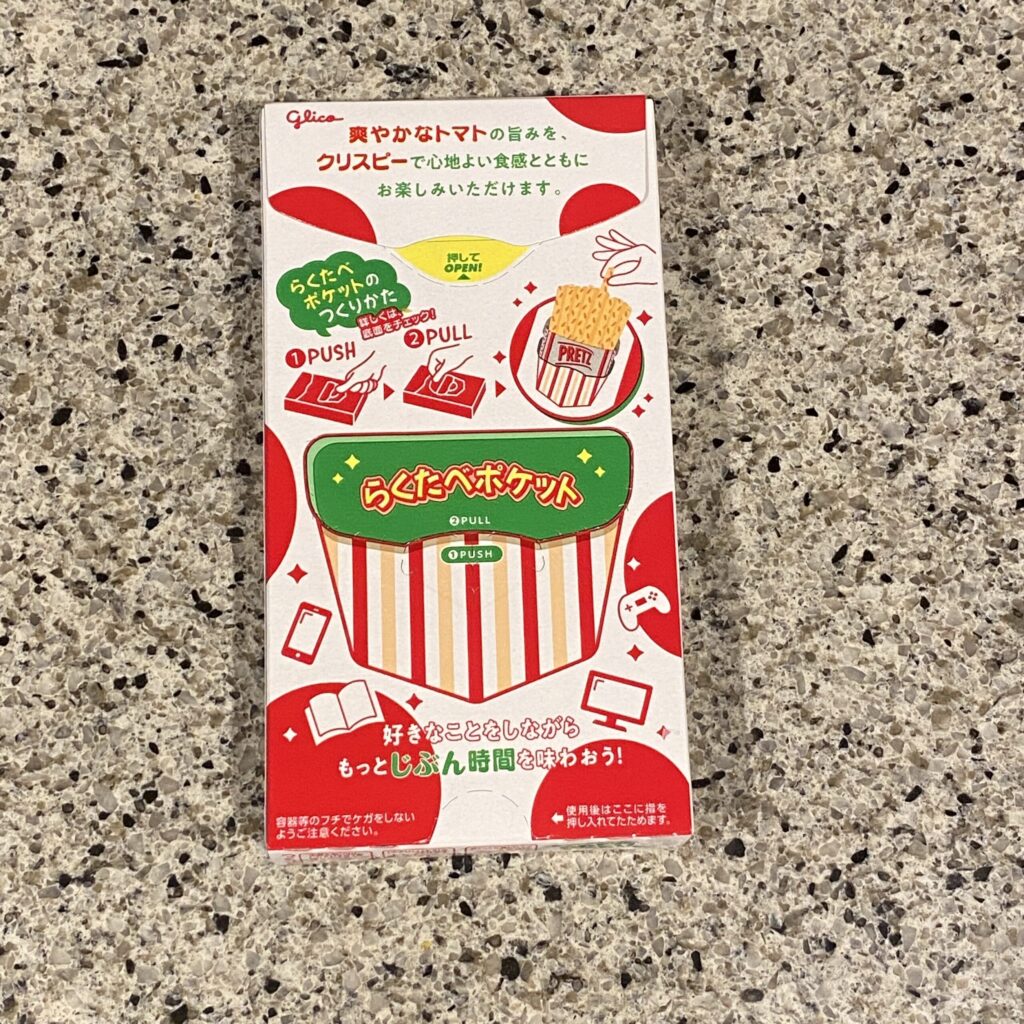 glico
爽やかなトマトの旨みを、
クリスピーで心地よい食感とともに
お楽しみいただけます。
押して
OPEN!
らくたべ
ポケットの
つくりかた
詳しくは、
底面をチェック!
①PUSH
②PULL
PRETZ
らくたべポケット
②PULL
①PUSH
好きなことをしながら
もっとじぶん時間を味わおう!
容器等のフチでケガをしない
ようご注意ください。
使用後はここに指を
押し入れてたためます。